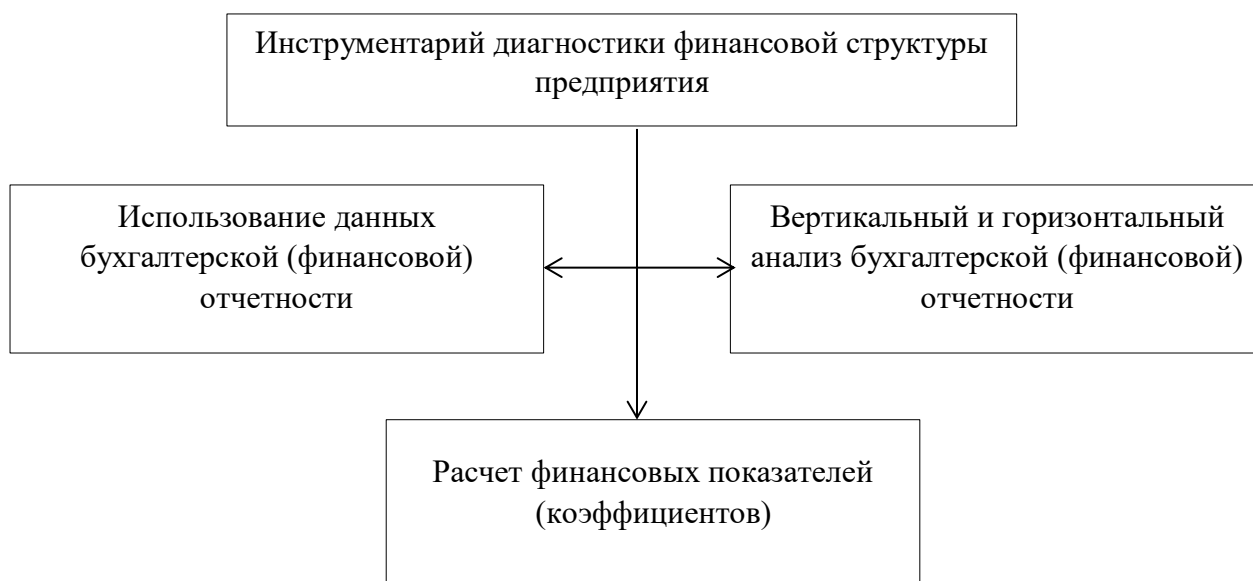 Инструментарий диагностики финансовой структуры
предприятия
Использование данных
бухгалтерской (финансовой)
отчетности
Вертикальный и горизонтальный
анализ бухгалтерской (финансовой)
отчетности
Расчет финансовых показателей
(коэффициентов)